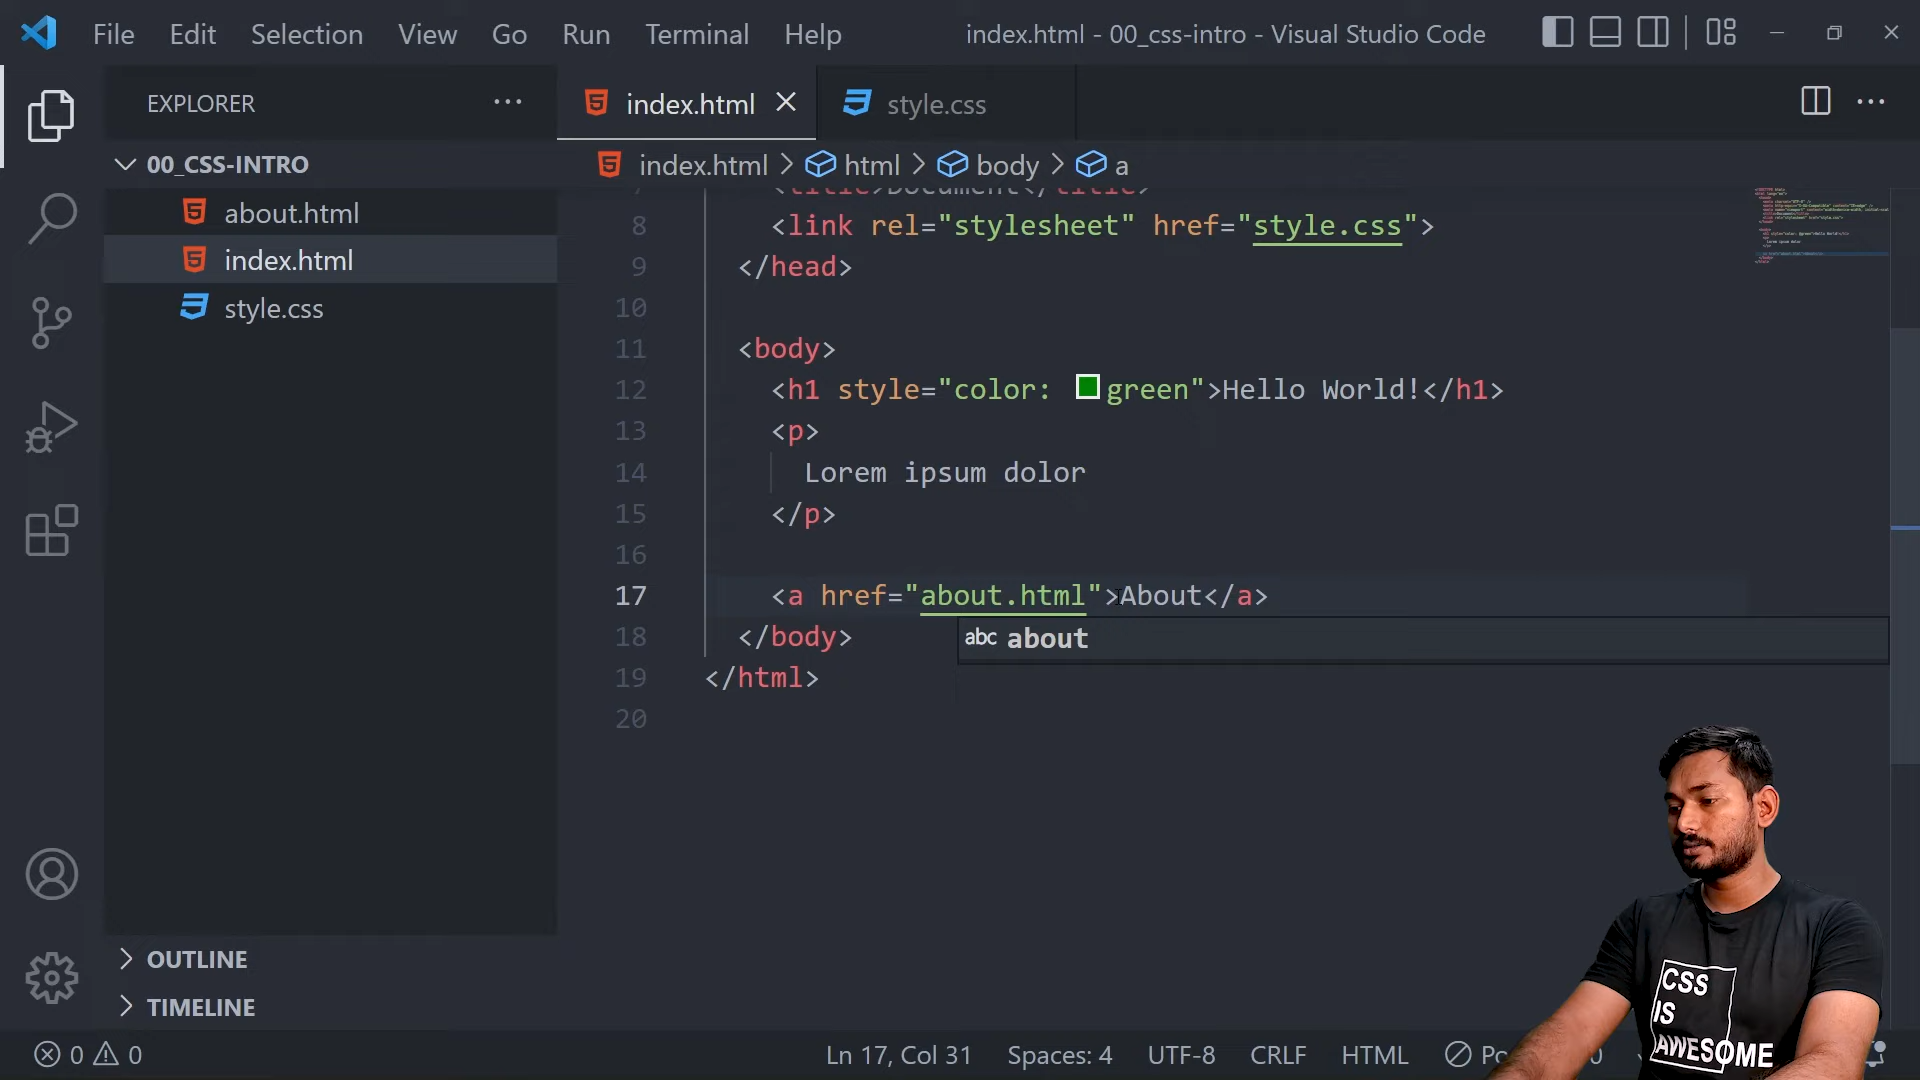 File Edit Selection View Go Run Terminal Help index.html - 00_css-intro - Visual Studio Code
EXPLORER
00_CSS-INTRO
about.html
index.html
style.css
OUTLINE
TIMELINE
index.html style.css
index.html > html > body > a
8 <link rel="stylesheet" href="style.css">
9 </head>
10
11 <body>
12 <h1 style="color: green">Hello World!</h1>
13 <p>
14 Lorem ipsum dolor
15 </p>
16
17 <a href="about.html">About</a>
abc about
18 </body>
19 </html>
20
CSS
IS
AWESOME
0 0 Ln 17, Col 31 Spaces: 4 UTF-8 CRLF HTML